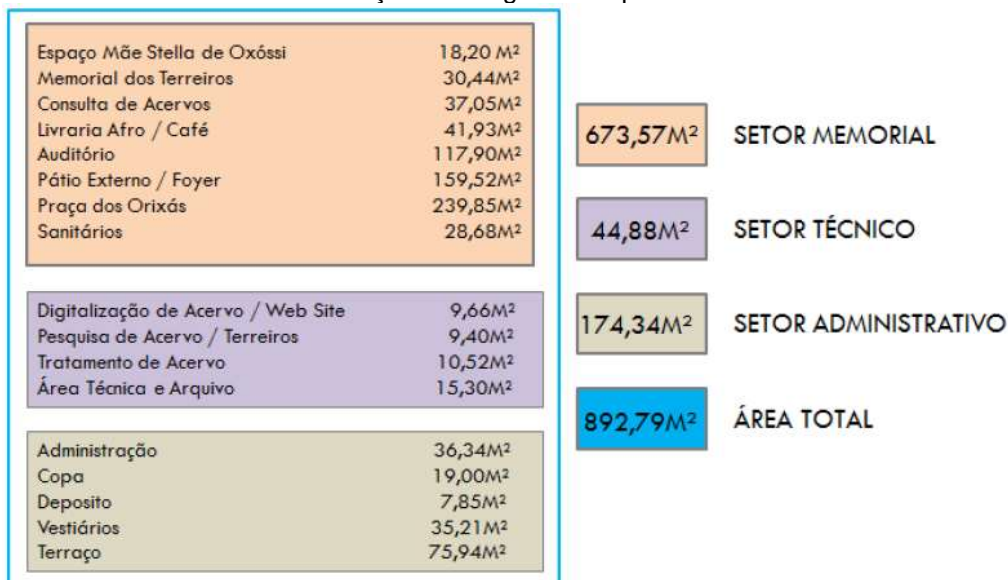 Espaço Mãe Stella de Oxóssi 18,20 M²
Memorial dos Terreiros 30,44M²
Consulta de Acervos 37,05M²
Livraria Afro / Café 41,93M²
Auditório 117,90M²
Pátio Externo / Foyer 159,52M²
Praça dos Orixás 239,85M²
Sanitários 28,68M²
Digitalização de Acervo / Web Site 9,66M²
Pesquisa de Acervo / Terreiros 9,40M²
Tratamento de Acervo 10,52M²
Área Técnica e Arquivo 15,30M²
Administração 36,34M²
Copa 19,00M²
Deposito 7,85M²
Vestiários 35,21M²
Terraço 75,94M²
673,57M² SETOR MEMORIAL
44,88M² SETOR TÉCNICO
174,34M² SETOR ADMINISTRATIVO
892,79M² ÁREA TOTAL